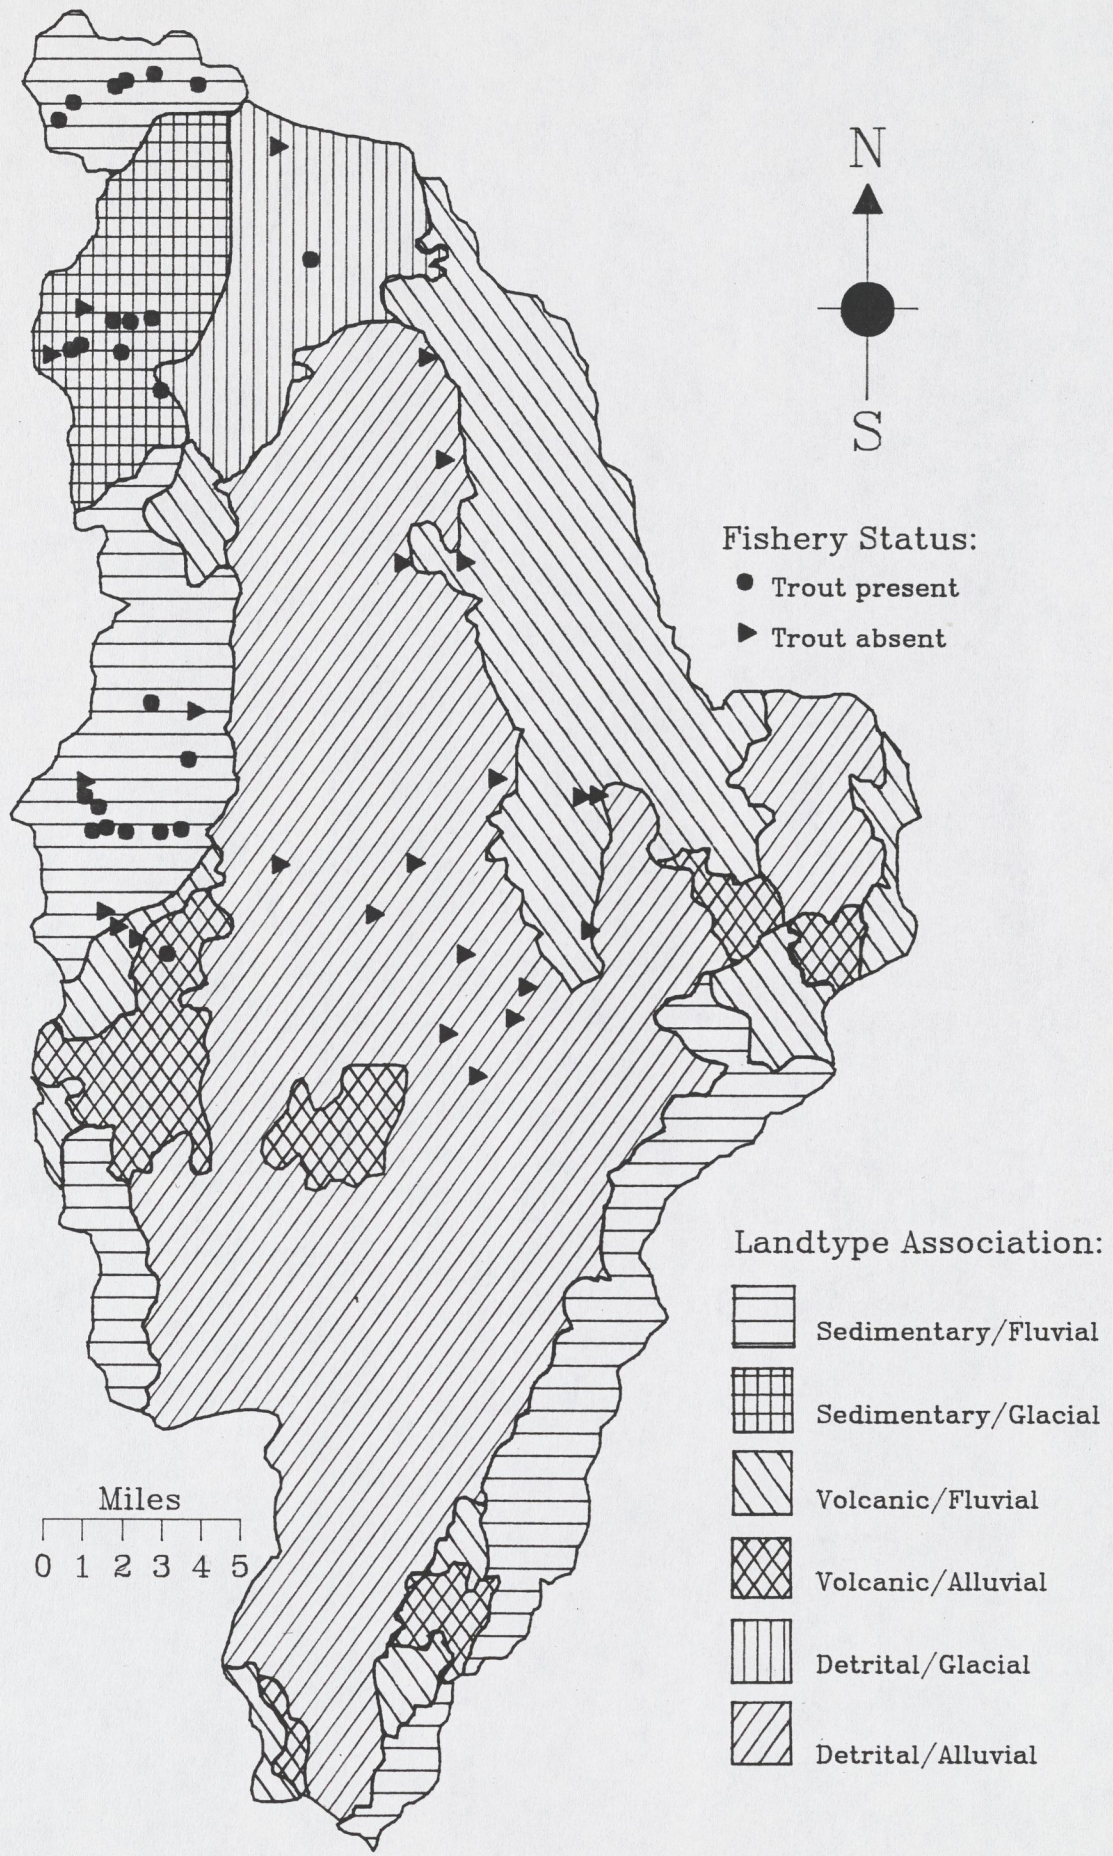 N
S
Fishery Status:
Trout present
Trout absent
Landtype Association:
Sedimentary/Fluvial
Sedimentary/Glacial
Volcanic/Fluvial
Volcanic/Alluvial
Detrital/Glacial
Detrital/Alluvial
Miles
0 1 2 3 4 5